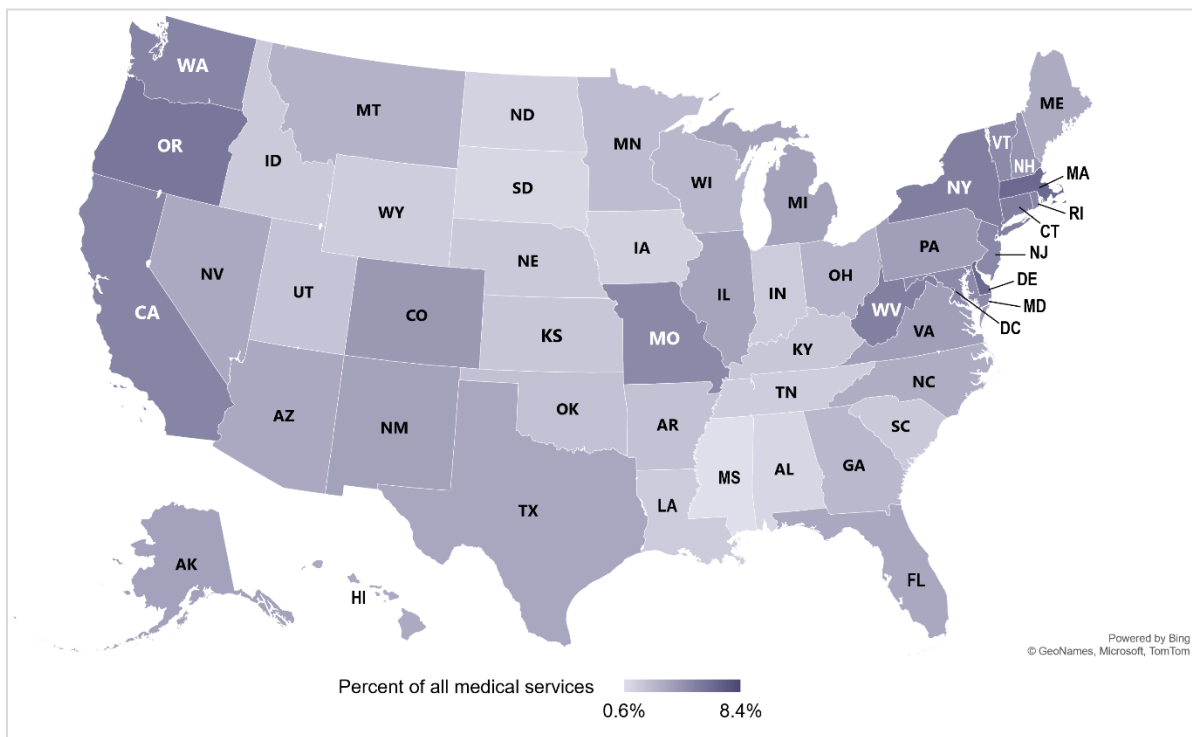 WA
MT
ND
MN
ME
VT
NH
OR
ID
SD
WI
NY
MA
MI
RI
WY
CT
IA
PA
NJ
NE
OH
NV
UT
IL
IN
DE
CA
CO
WV
MD
KS
MO
VA
DC
KY
NC
TN
AZ
NM
OK
AR
SC
MS
AL
GA
LA
TX
AK
HI
FL
Powered by Bing
© GeoNames, Microsoft, TomTom
Percent of all medical services
0.6% 8.4%